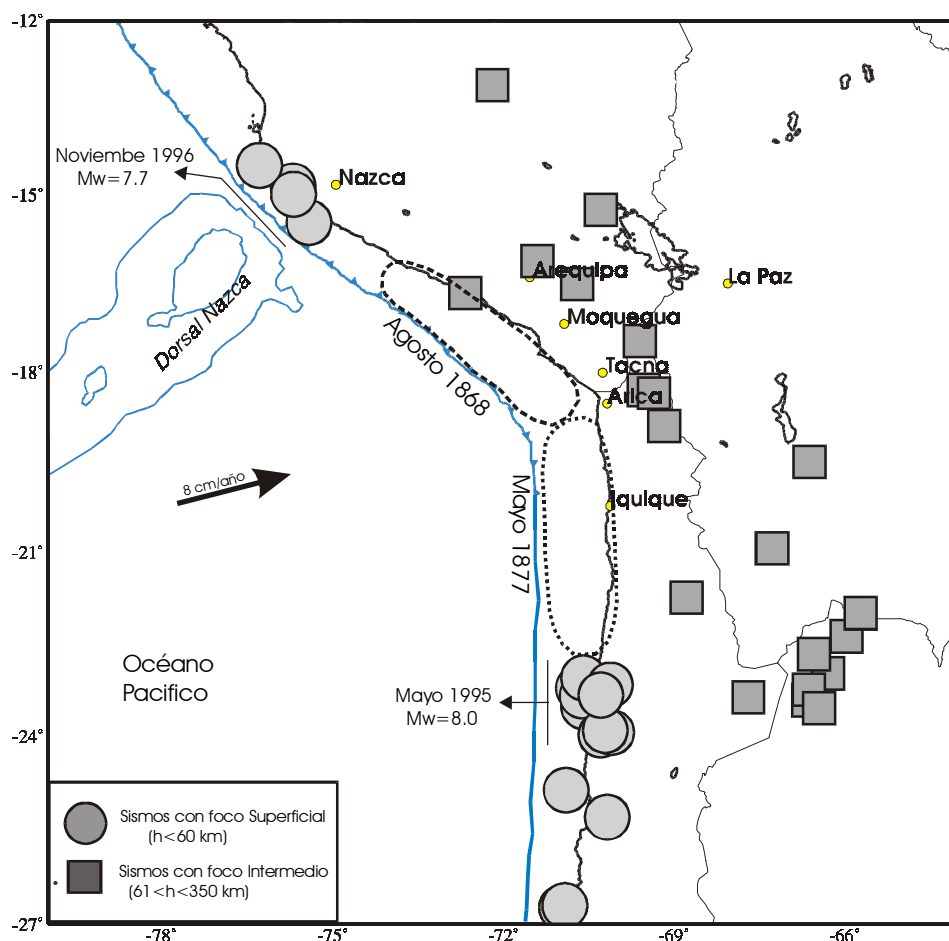 -12°
Noviembre 1996
Mw=7.7
Nazca
-15°
Dorsal Nazca
Arequipa
La Paz
Moquegua
Agosto 1868
Tacna
-18°
Arica
8 cm/año
Mayo 1877
Iquique
-21°
Océano
Pacifico
Mayo 1995
Mw=8.0
-24°
Sismos con foco Superficial
(h<60 km)
Sismos con foco Intermedio
(61<h<350 km)
-27°
-78° -75° -72° -69° -66°